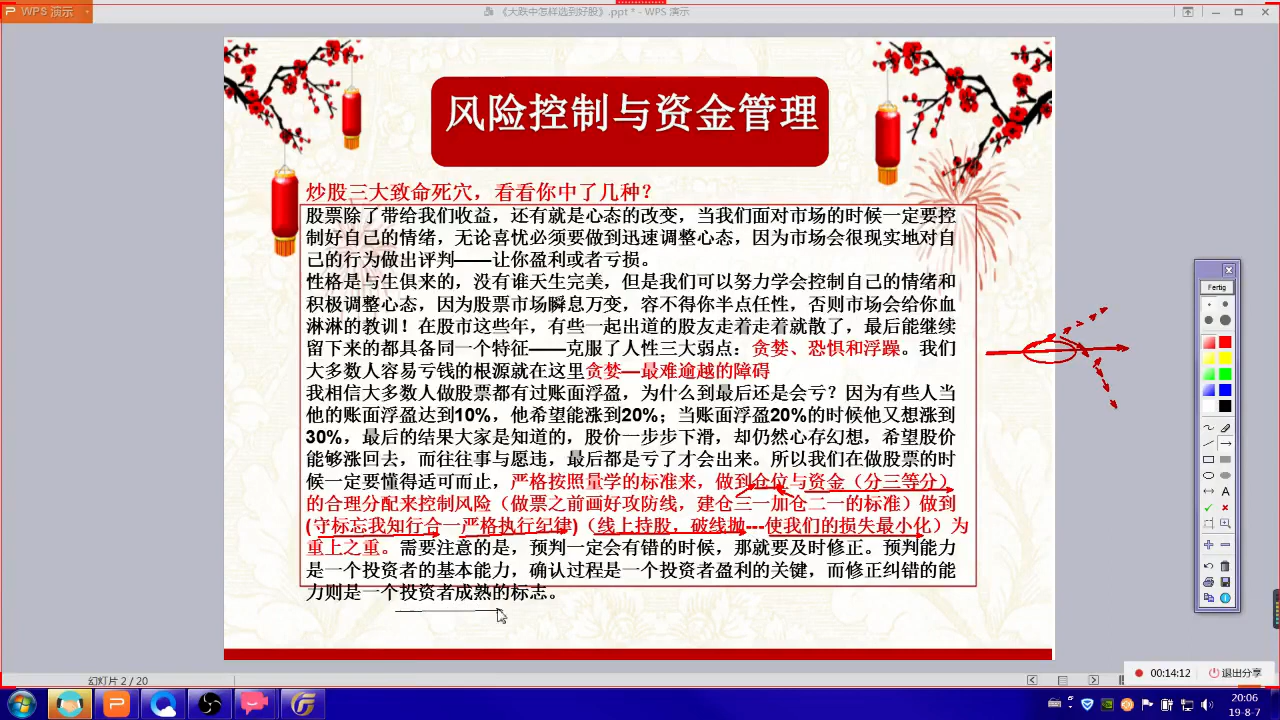 WPS 演示
《大跌中怎样选到好股》.ppt * - WPS 演示
风险控制与资金管理
炒股三大致命死穴，看看你中了几种？
股票除了带给我们收益，还有就是心态的改变，当我们面对市场的时候一定要控
制好自己的情绪，无论喜忧必须要做到迅速调整心态，因为市场会很现实地对自
己的行为做出评判——让你盈利或者亏损。
性格是与生俱来的，没有谁天生完美，但是我们可以努力学会控制自己的情绪和
积极调整心态，因为股票市场瞬息万变，容不得你半点任性，否则市场会给你血
淋淋的教训！在股市这些年，有些一起出道的股友走着走着就散了，最后能继续
留下来的都具备同一个特征——克服了人性三大弱点：贪婪、恐惧和浮躁。我们
大多数人容易亏钱的根源就在这里贪婪—最难逾越的障碍
我相信大多数人做股票都有过账面浮盈，为什么到最后还是会亏？因为有些人当
他的账面浮盈达到10%，他希望能涨到20%；当账面浮盈20%的时候他又想涨到
30%，最后的结果大家是知道的，股价一步步下滑，却仍然心存幻想，希望股价
能够涨回去，而往往事与愿违，最后都是亏了才会出来。所以我们在做股票的时
候一定要懂得适可而止，严格按照量学的标准来，做到仓位与资金（分三等分）
的合理分配来控制风险（做票之前画好攻防线，建仓三一加仓二一的标准）做到
(守标忘我知行合一严格执行纪律)（线上持股，破线抛---使我们的损失最小化）为
重上之重。需要注意的是，预判一定会有错的时候，那就要及时修正。预判能力
是一个投资者的基本能力，确认过程是一个投资者盈利的关键，而修正纠错的能
力则是一个投资者成熟的标志。
Fertig
A
幻灯片 2 / 20
00:14:12
退出分享
20:06
19-8-7